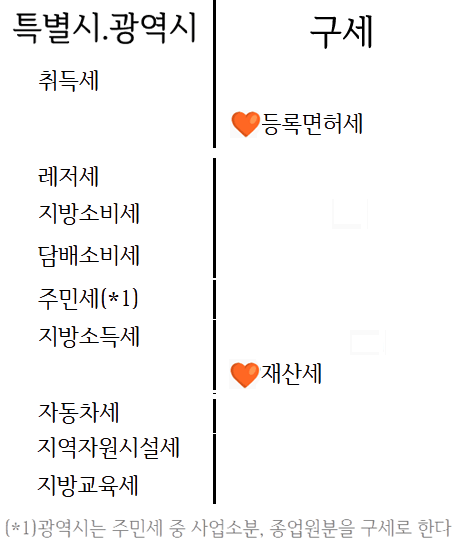 특별시.광역시 구세
취득세
🧡등록면허세
레저세
지방소비세
담배소비세
주민세(*1)
지방소득세
🧡재산세
자동차세
지역자원시설세
지방교육세
(*1)광역시는 주민세 중 사업소분, 종업원분을 구세로 한다